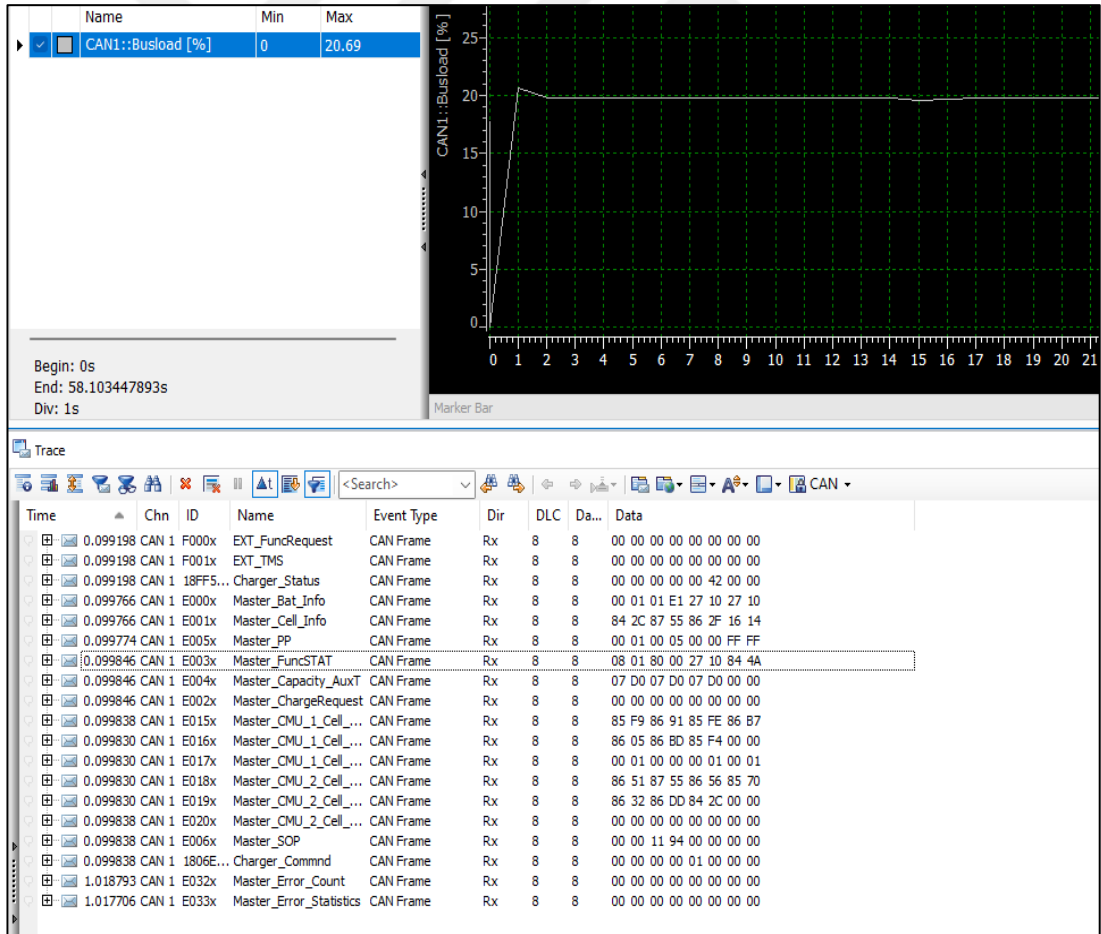 Name Min Max
CAN1::Busload [%] 0 20.69
Begin: 0s
End: 58.103447893s
Div: 1s
CAN1::Busload [%]
25
20
15
10
5
0
0 1 2 3 4 5 6 7 8 9 10 11 12 13 14 15 16 17 18 19 20 21
Marker Bar
Trace
Δt <Search> CAN
Time Chn ID Name Event Type Dir DLC Da... Data
0.099198 CAN 1 F000x EXT_FuncRequest CAN Frame Rx 8 8 00 00 00 00 00 00 00 00
0.099198 CAN 1 F001x EXT_TMS CAN Frame Rx 8 8 00 00 00 00 00 00 00 00
0.099198 CAN 1 18FF5... Charger_Status CAN Frame Rx 8 8 00 00 00 00 00 42 00 00
0.099766 CAN 1 E000x Master_Bat_Info CAN Frame Rx 8 8 00 01 01 E1 27 10 27 10
0.099766 CAN 1 E001x Master_Cell_Info CAN Frame Rx 8 8 84 2C 87 55 86 2F 16 14
0.099774 CAN 1 E005x Master_PP CAN Frame Rx 8 8 00 01 00 05 00 00 FF FF
0.099846 CAN 1 E003x Master_FuncSTAT CAN Frame Rx 8 8 08 01 80 00 27 10 84 4A
0.099846 CAN 1 E004x Master_Capacity_AuxT CAN Frame Rx 8 8 07 D0 07 D0 07 D0 00 00
0.099846 CAN 1 E002x Master_ChargeRequest CAN Frame Rx 8 8 00 00 00 00 00 00 00 00
0.099838 CAN 1 E015x Master_CMU_1_Cell_... CAN Frame Rx 8 8 85 F9 86 91 85 FE 86 B7
0.099830 CAN 1 E016x Master_CMU_1_Cell_... CAN Frame Rx 8 8 86 05 86 BD 85 F4 00 00
0.099830 CAN 1 E017x Master_CMU_1_Cell_... CAN Frame Rx 8 8 00 01 00 00 00 01 00 01
0.099830 CAN 1 E018x Master_CMU_2_Cell_... CAN Frame Rx 8 8 86 51 87 55 86 56 85 70
0.099830 CAN 1 E019x Master_CMU_2_Cell_... CAN Frame Rx 8 8 86 32 86 DD 84 2C 00 00
0.099838 CAN 1 E020x Master_CMU_2_Cell_... CAN Frame Rx 8 8 00 00 00 00 00 00 00 00
0.099838 CAN 1 E006x Master_SOP CAN Frame Rx 8 8 00 00 11 94 00 00 00 00
0.099838 CAN 1 1806E... Charger_Commnd CAN Frame Rx 8 8 00 00 00 00 01 00 00 00
1.018793 CAN 1 E032x Master_Error_Count CAN Frame Rx 8 8 00 00 00 00 00 00 00 00
1.017706 CAN 1 E033x Master_Error_Statistics CAN Frame Rx 8 8 00 00 00 00 00 00 00 00